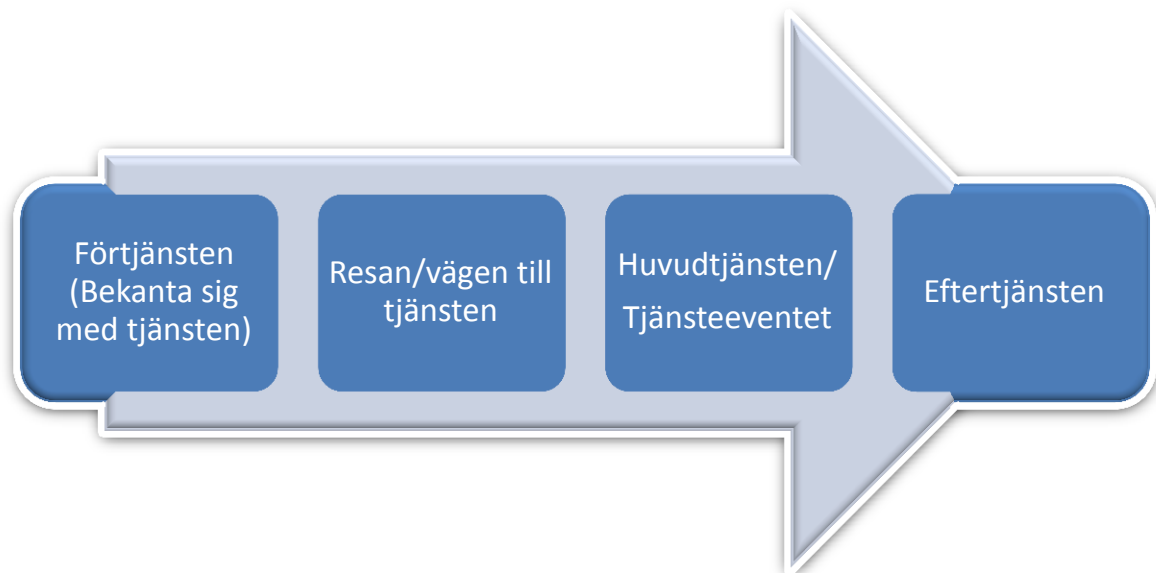 Förtjänsten
(Bekanta sig
med tjänsten)
Resan/vägen till
tjänsten
Huvudtjänsten/
Tjänsteeventet
Eftertjänsten